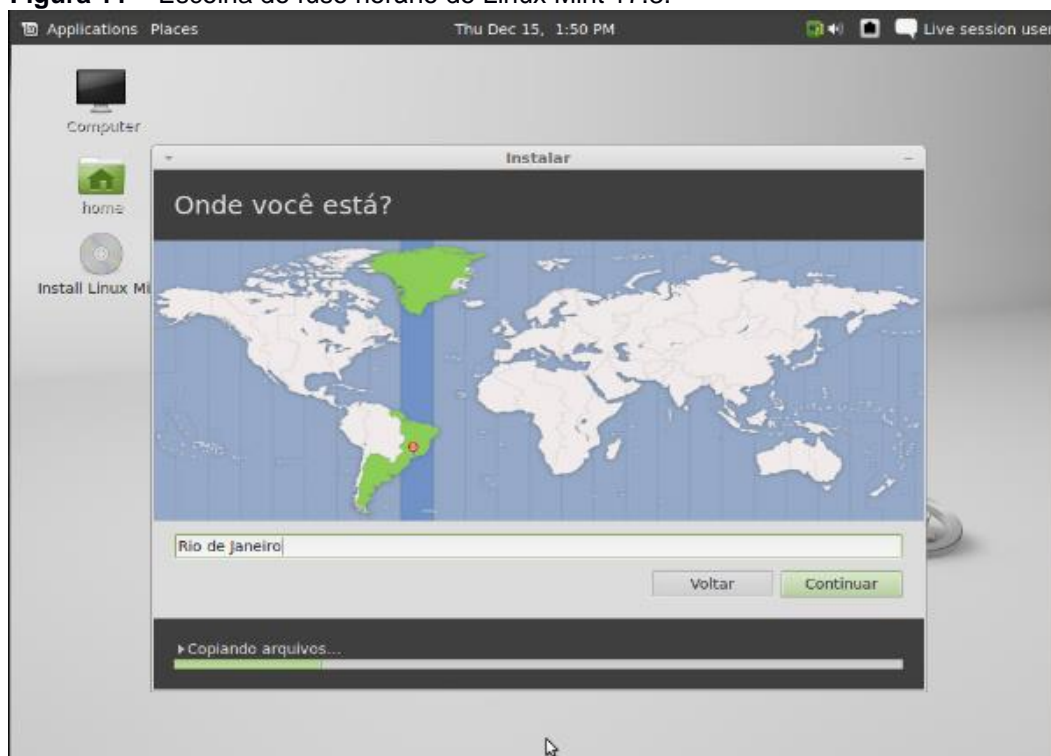 Applications Places Thu Dec 15, 1:50 PM Live session user
Computer
home
Install Linux Mi
Instalar
Onde você está?
Rio de Janeiro
Voltar Continuar
Copiando arquivos...